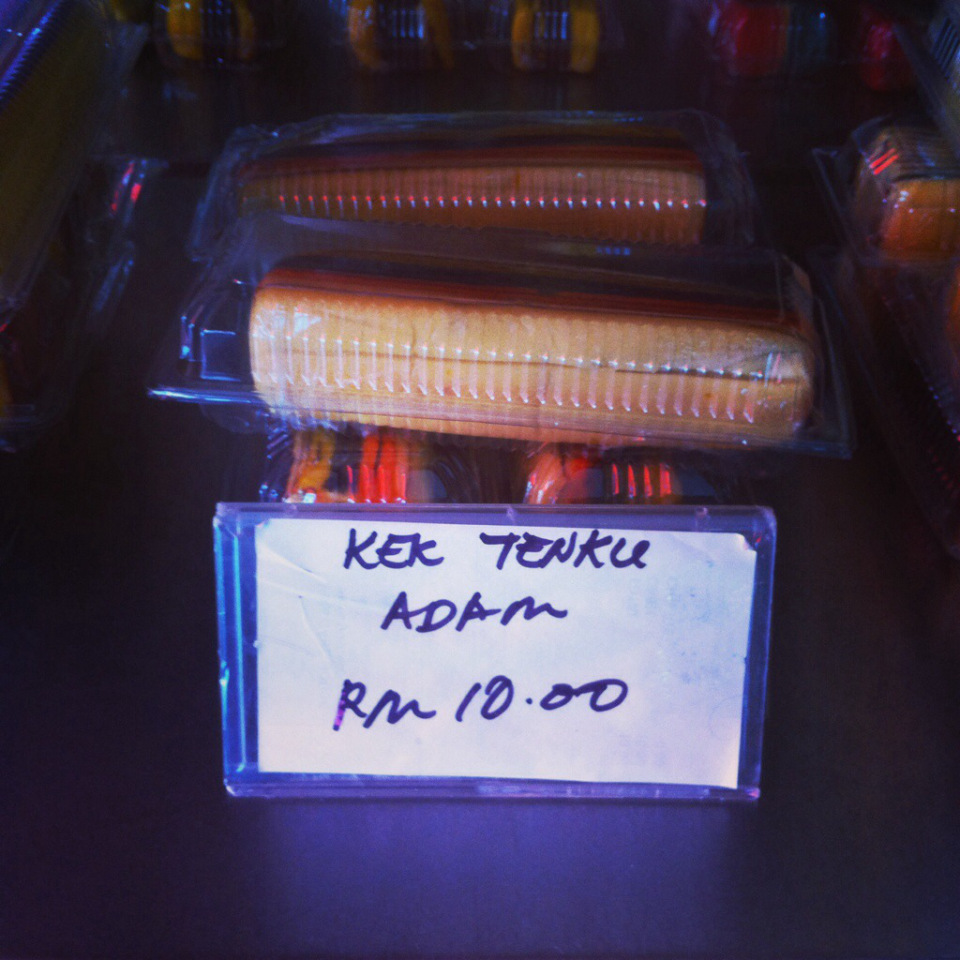 KEK TENKU
ADAM
RM 10.00